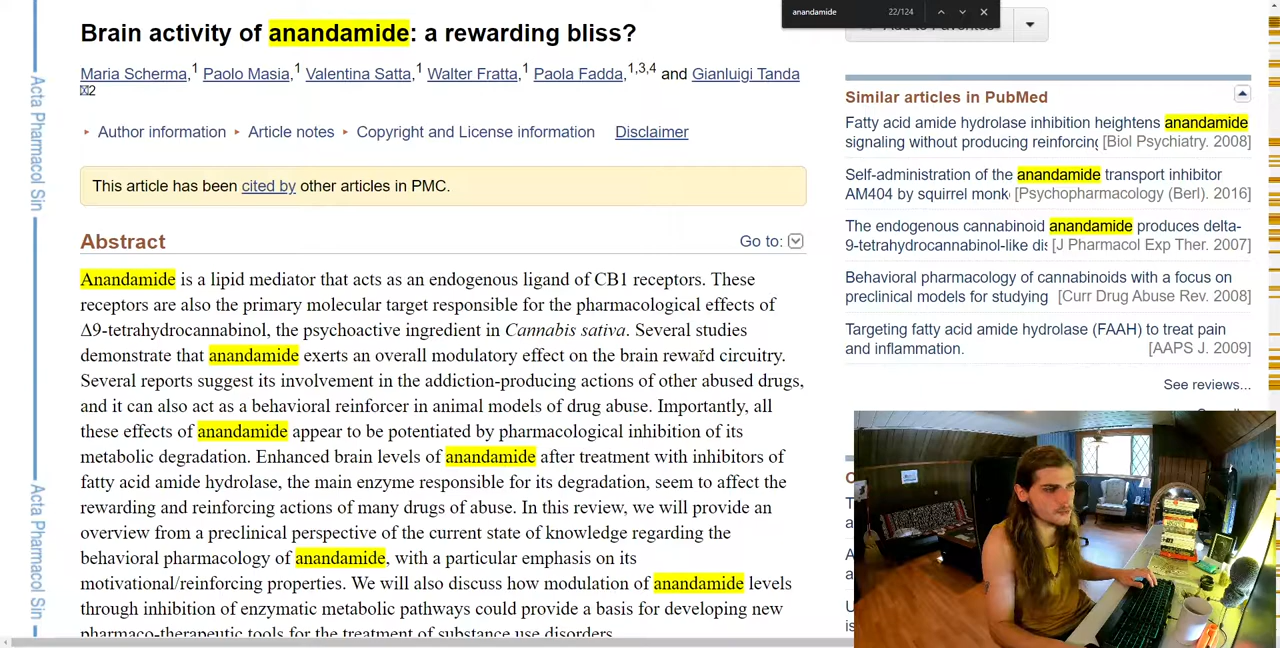 anandamide 22/124
Brain activity of anandamide: a rewarding bliss?
Maria Scherma,1 Paolo Masia,1 Valentina Satta,1 Walter Fratta,1 Paola Fadda,1,3,4 and Gianluigi Tanda
2
Author information Article notes Copyright and License information Disclaimer
This article has been cited by other articles in PMC.
Abstract
Go to:
Anandamide is a lipid mediator that acts as an endogenous ligand of CB1 receptors. These
receptors are also the primary molecular target responsible for the pharmacological effects of
Δ9-tetrahydrocannabinol, the psychoactive ingredient in Cannabis sativa. Several studies
demonstrate that anandamide exerts an overall modulatory effect on the brain reward circuitry.
Several reports suggest its involvement in the addiction-producing actions of other abused drugs,
and it can also act as a behavioral reinforcer in animal models of drug abuse. Importantly, all
these effects of anandamide appear to be potentiated by pharmacological inhibition of its
metabolic degradation. Enhanced brain levels of anandamide after treatment with inhibitors of
fatty acid amide hydrolase, the main enzyme responsible for its degradation, seem to affect the
rewarding and reinforcing actions of many drugs of abuse. In this review, we will provide an
overview from a preclinical perspective of the current state of knowledge regarding the
behavioral pharmacology of anandamide, with a particular emphasis on its
motivational/reinforcing properties. We will also discuss how modulation of anandamide levels
through inhibition of enzymatic metabolic pathways could provide a basis for developing new
pharmaco-therapeutic tools for the treatment of substance use disorders.
Acta Pharmacol Sin
Acta Pharmacol Sin
Add to Favorites
Similar articles in PubMed
Fatty acid amide hydrolase inhibition heightens anandamide
signaling without producing reinforcing [Biol Psychiatry. 2008]
Self-administration of the anandamide transport inhibitor
AM404 by squirrel monk [Psychopharmacology (Berl). 2016]
The endogenous cannabinoid anandamide produces delta-
9-tetrahydrocannabinol-like dis [J Pharmacol Exp Ther. 2007]
Behavioral pharmacology of cannabinoids with a focus on
preclinical models for studying [Curr Drug Abuse Rev. 2008]
Targeting fatty acid amide hydrolase (FAAH) to treat pain
and inflammation. [AAPS J. 2009]
See reviews...